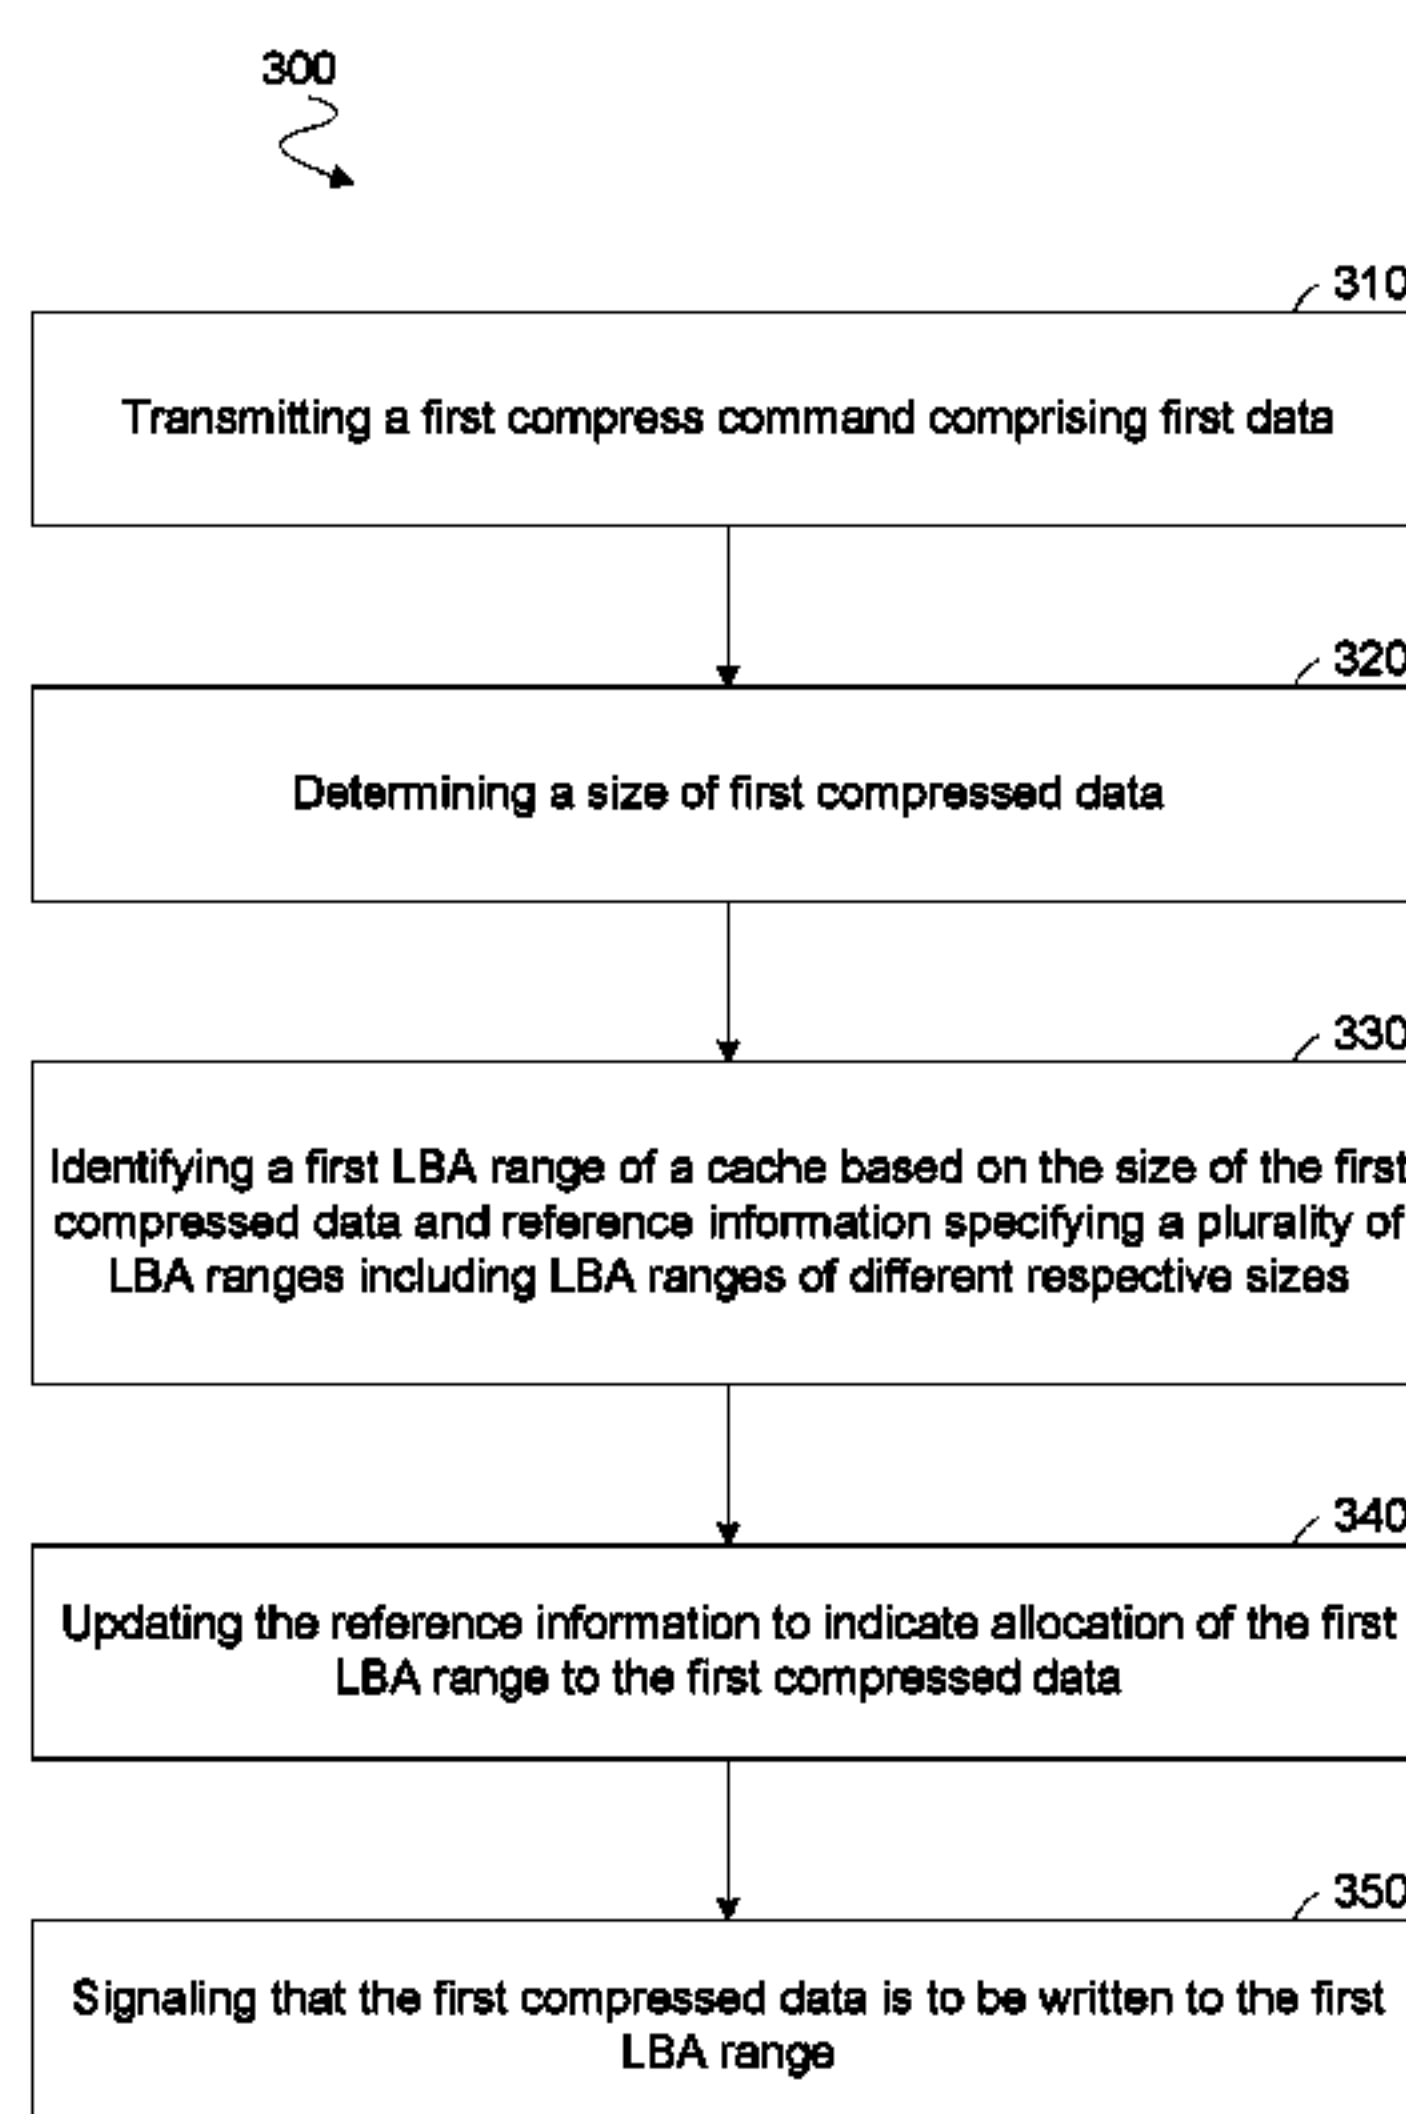 300
310
Transmitting a first compress command comprising first data
320
Determining a size of first compressed data
330
Identifying a first LBA range of a cache based on the size of the first
compressed data and reference information specifying a plurality of
LBA ranges including LBA ranges of different respective sizes
340
Updating the reference information to indicate allocation of the first
LBA range to the first compressed data
350
Signaling that the first compressed data is to be written to the first
LBA range